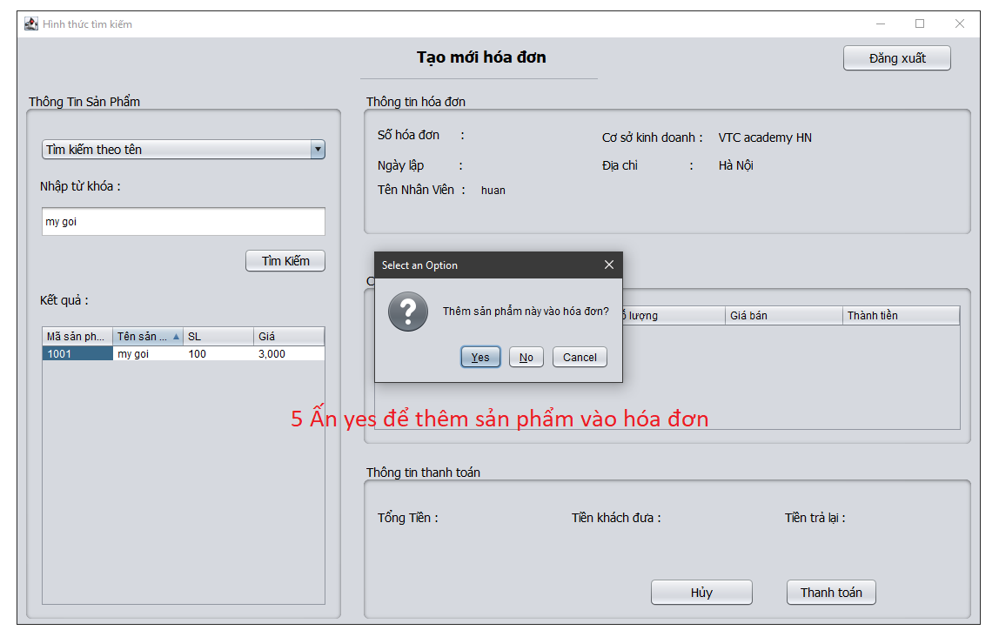 Hình thức tìm kiếm
Tạo mới hóa đơn
Đăng xuất
Thông Tin Sản Phẩm
Tìm kiếm theo tên
Nhập từ khóa :
my goi
Tìm Kiếm
Kết quả :
Mã sản ph... Tên sản ... SL Giá
1001 my goi 100 3,000
Thông tin hóa đơn
Số hóa đơn :
Cơ sở kinh doanh : VTC academy HN
Ngày lập :
Địa chỉ : Hà Nội
Tên Nhân Viên : huan
Select an Option
Thêm sản phẩm này vào hóa đơn?
Yes No Cancel
lượng Giá bán Thành tiền
5 Ấn yes để thêm sản phẩm vào hóa đơn
Thông tin thanh toán
Tổng Tiền : Tiền khách đưa : Tiền trả lại :
Hủy Thanh toán